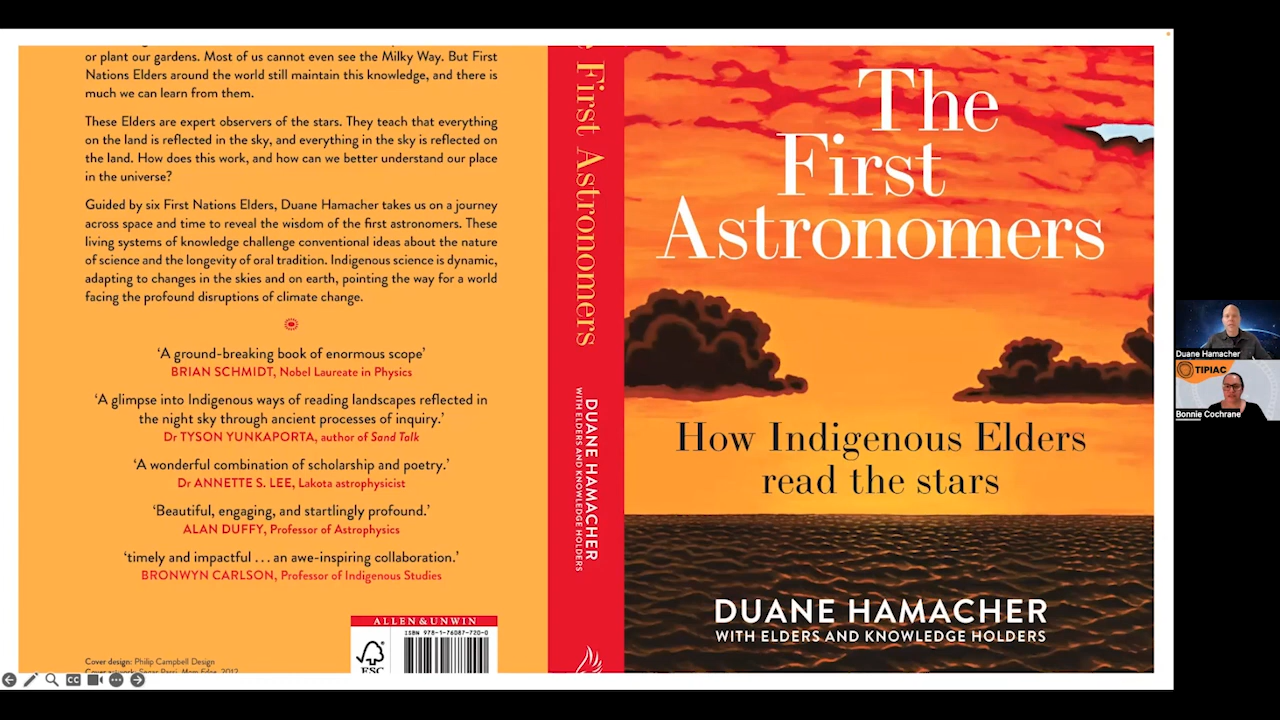 or plant our gardens. Most of us cannot even see the Milky Way. But First
Nations Elders around the world still maintain this knowledge, and there is
much we can learn from them.
These Elders are expert observers of the stars. They teach that everything
on the land is reflected in the sky, and everything in the sky is reflected on
the land. How does this work, and how can we better understand our place
in the universe?
Guided by six First Nations Elders, Duane Hamacher takes us on a journey
across space and time to reveal the wisdom of the first astronomers. These
living systems of knowledge challenge conventional ideas about the nature
of science and the longevity of oral tradition. Indigenous science is dynamic,
adapting to changes in the skies and on earth, pointing the way for a world
facing the profound disruptions of climate change.
‘A ground-breaking book of enormous scope’
BRIAN SCHMIDT, Nobel Laureate in Physics
‘A glimpse into Indigenous ways of reading landscapes reflected in
the night sky through ancient processes of inquiry.’
Dr TYSON YUNKAPORTA, author of Sand Talk
‘A wonderful combination of scholarship and poetry.’
Dr ANNETTE S. LEE, Lakota astrophysicist
‘Beautiful, engaging, and startlingly profound.’
ALAN DUFFY, Professor of Astrophysics
‘timely and impactful . . . an awe-inspiring collaboration.’
BRONWYN CARLSON, Professor of Indigenous Studies
ALLEN & UNWIN
ISBN 978-1-76087-720-0
FSC
Cover design: Philip Campbell Design
First Astronomers
DUANE HAMACHER
WITH ELDERS AND KNOWLEDGE HOLDERS
The
First
Astronomers
How Indigenous Elders
read the stars
DUANE HAMACHER
WITH ELDERS AND KNOWLEDGE HOLDERS
Duane Hamacher
TIPIAC
Bonnie Cochrane
CC